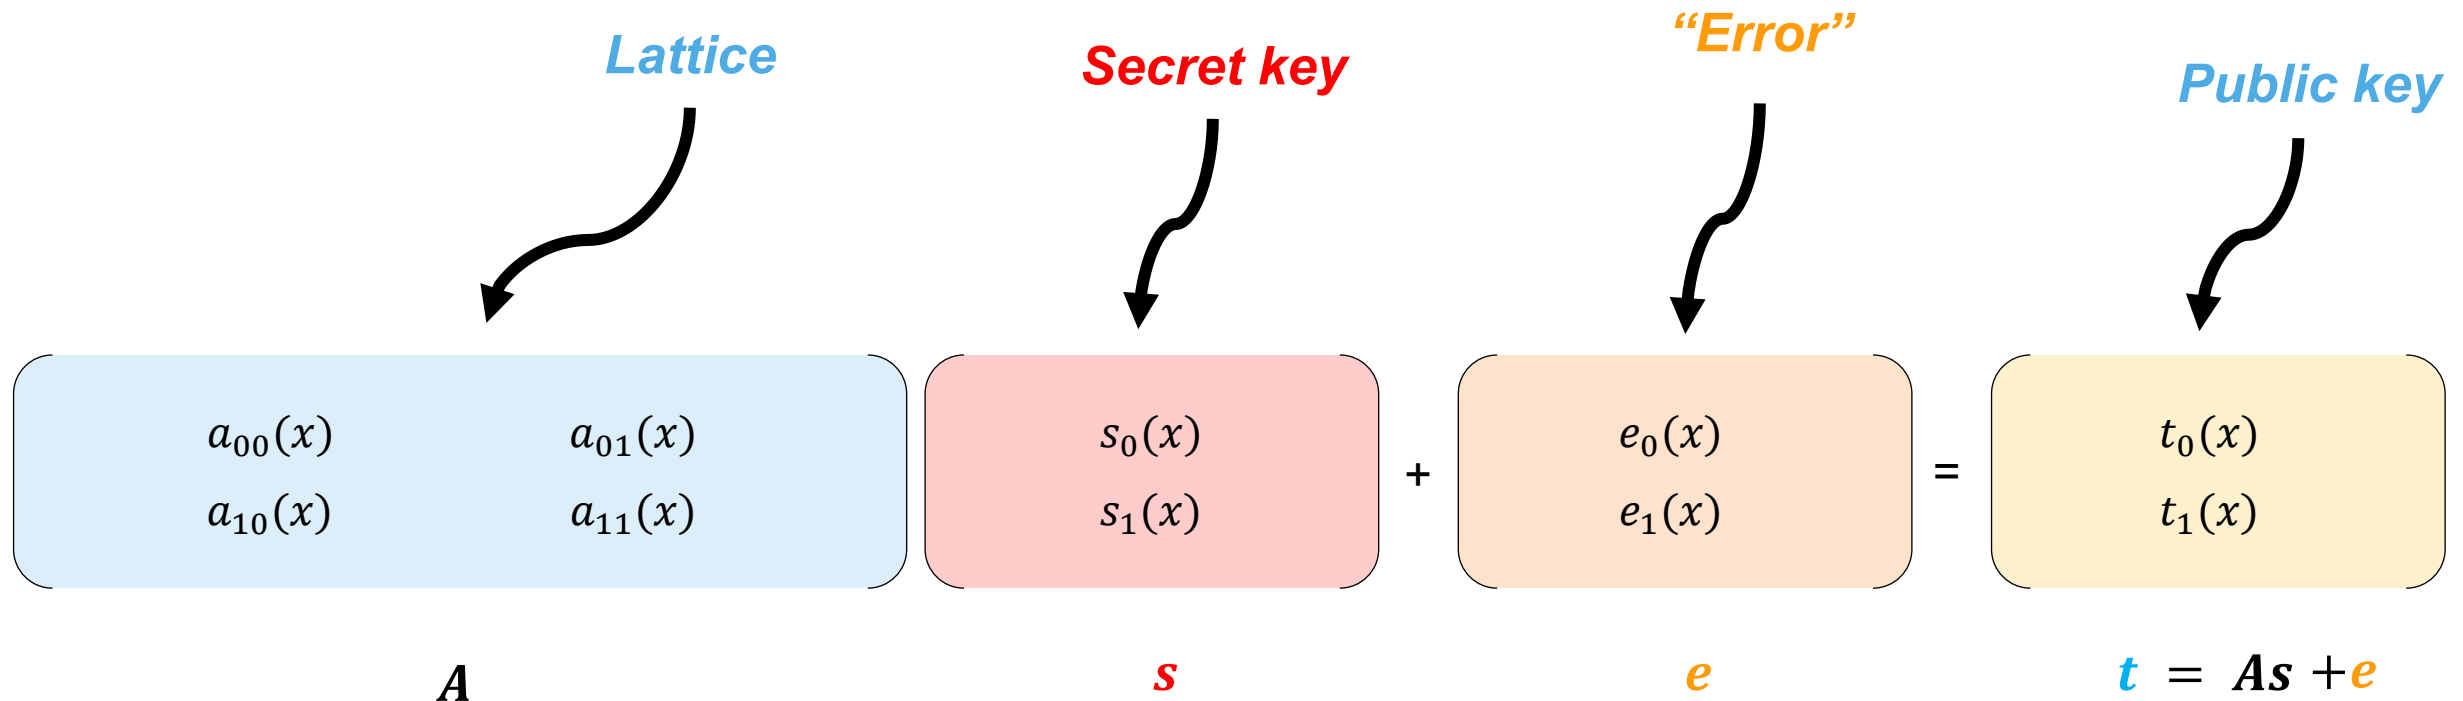 Lattice
Secret key
“Error”
Public key
a₀₀(x) a₀₁(x)
a₁₀(x) a₁₁(x)
s₀(x)
s₁(x)
+
e₀(x)
e₁(x)
=
t₀(x)
t₁(x)
A
s
e
t = As + e